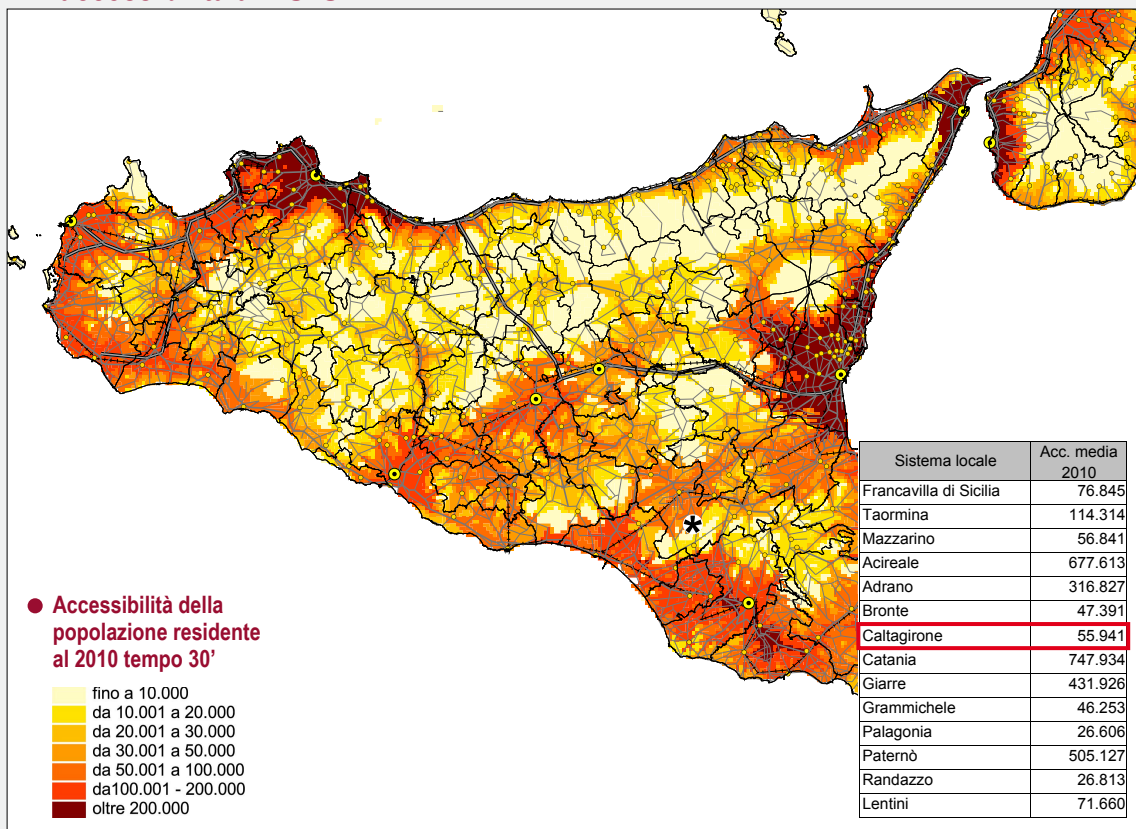 Accessibilità della
popolazione residente
al 2010 tempo 30'
fino a 10.000
da 10.001 a 20.000
da 20.001 a 30.000
da 30.001 a 50.000
da 50.001 a 100.000
da100.001 - 200.000
oltre 200.000
*
Sistema locale Acc. media 2010
Francavilla di Sicilia 76.845
Taormina 114.314
Mazzarino 56.841
Acireale 677.613
Adrano 316.827
Bronte 47.391
Caltagirone 55.941
Catania 747.934
Giarre 431.926
Grammichele 46.253
Palagonia 26.606
Paternò 505.127
Randazzo 26.813
Lentini 71.660